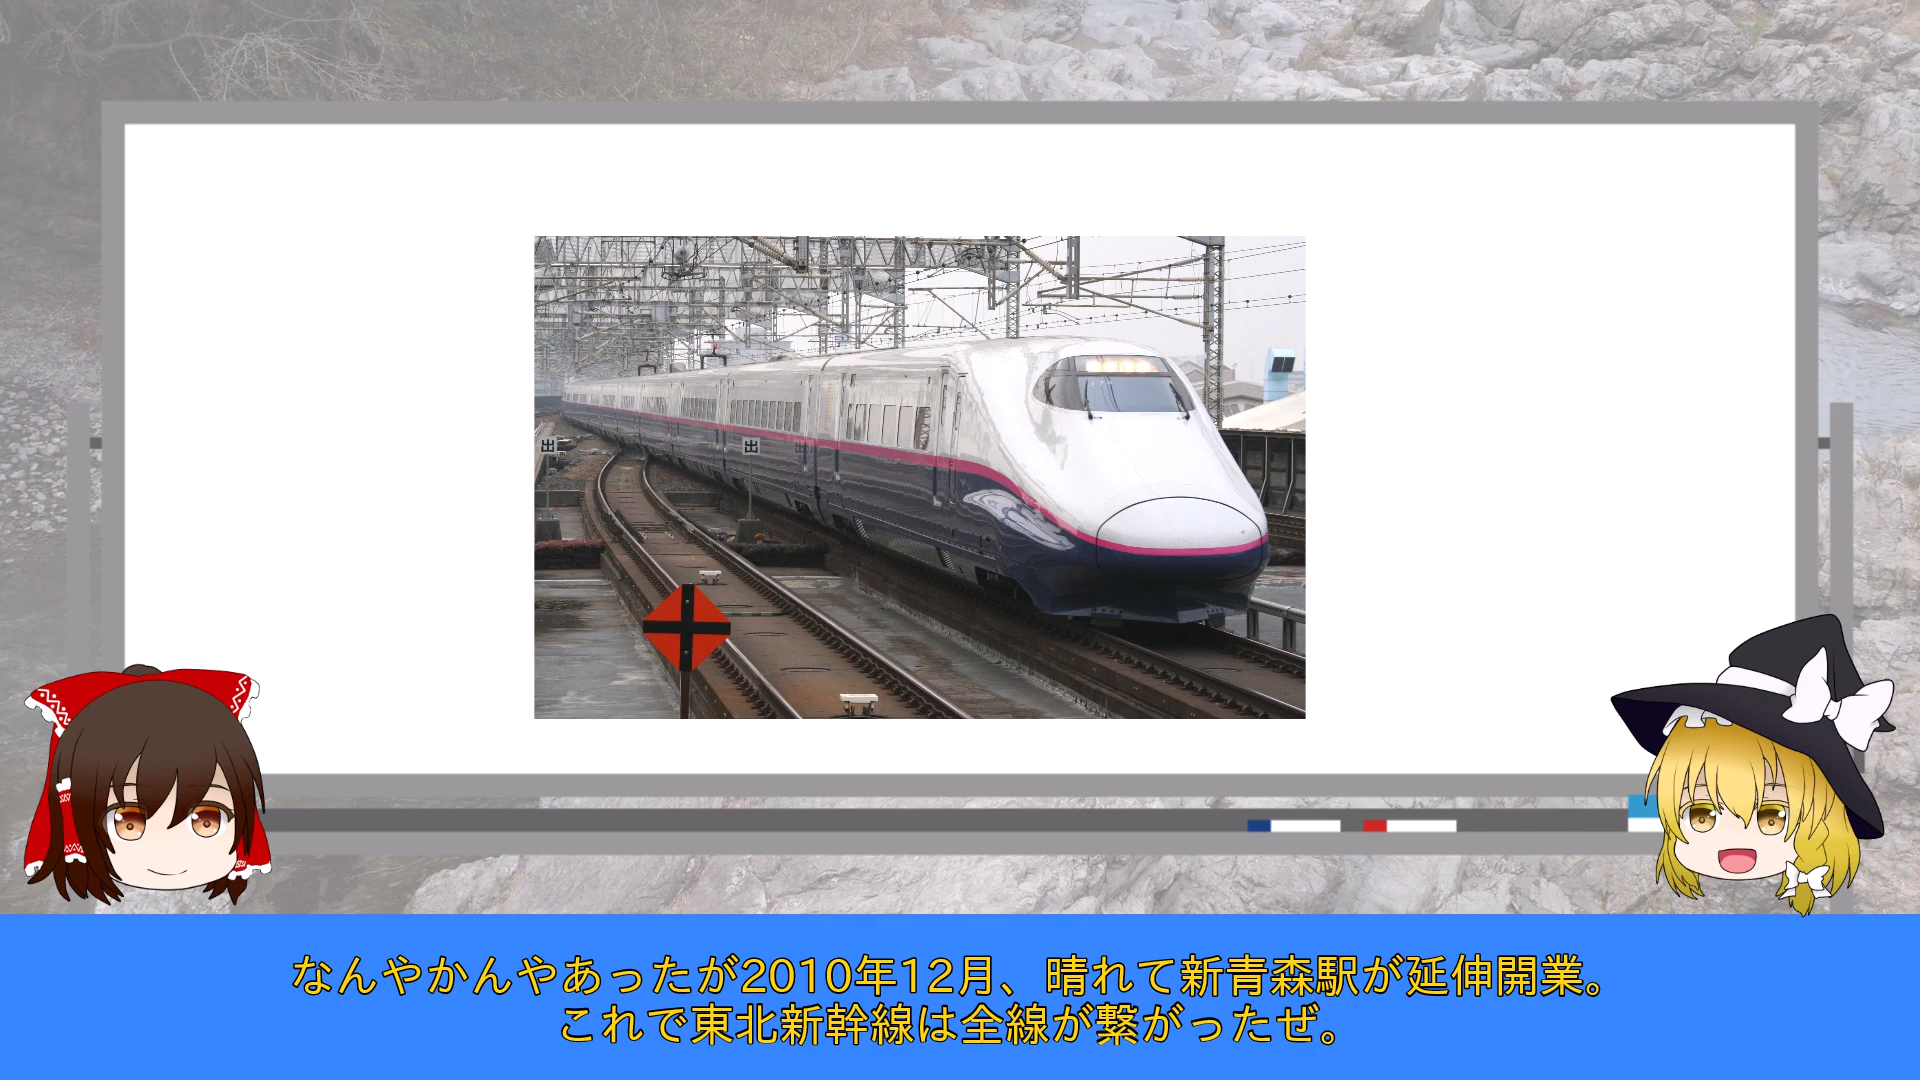 出
出
なんやかんやあったが2010年12月、晴れて新青森駅が延伸開業。
これで東北新幹線は全線が繋がったぜ。